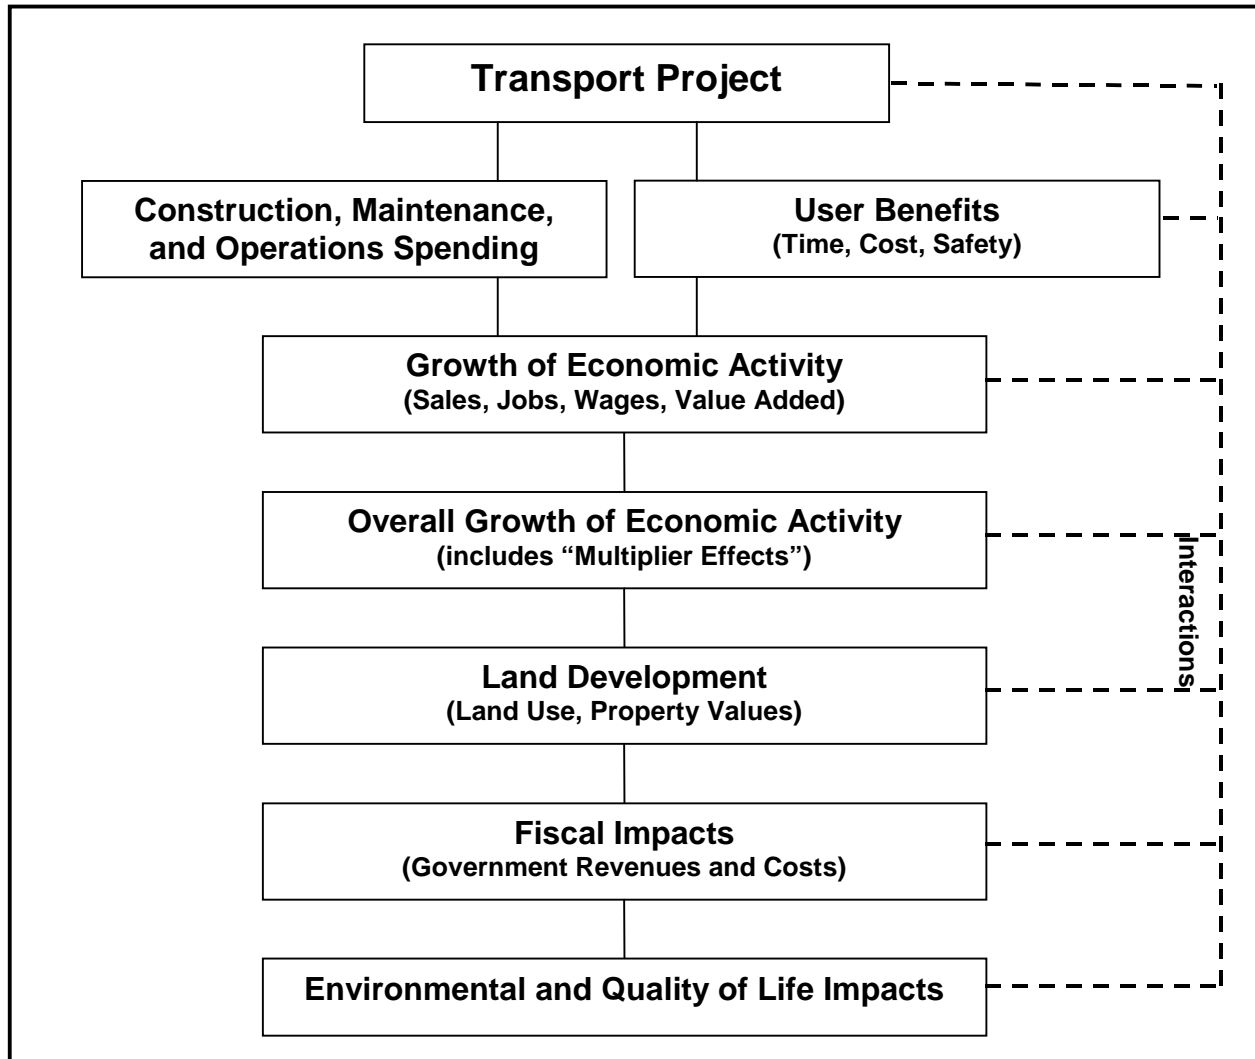 Transport Project
Construction, Maintenance,
and Operations Spending
User Benefits
(Time, Cost, Safety)
Growth of Economic Activity
(Sales, Jobs, Wages, Value Added)
Overall Growth of Economic Activity
(includes “Multiplier Effects”)
Interactions
Land Development
(Land Use, Property Values)
Fiscal Impacts
(Government Revenues and Costs)
Environmental and Quality of Life Impacts